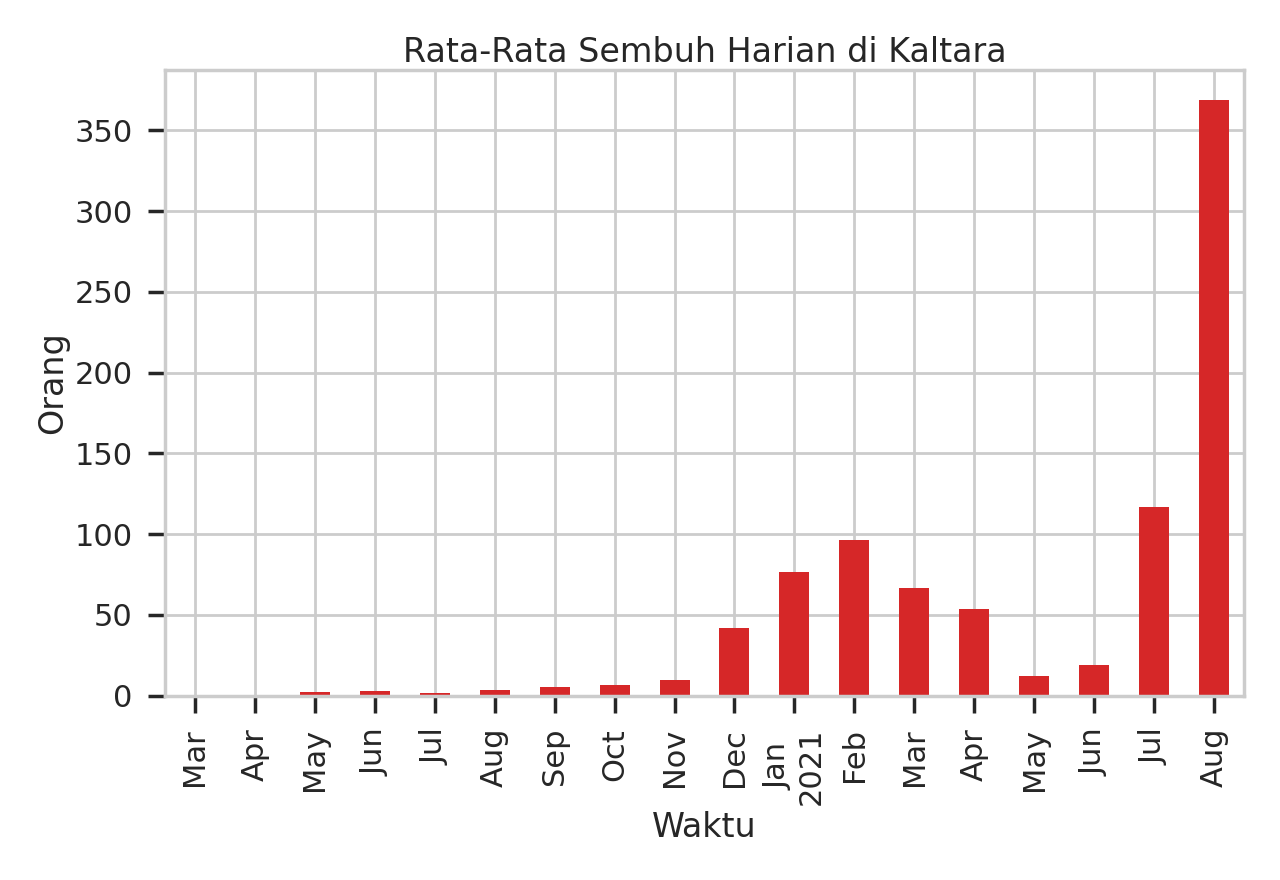 Rata-Rata Sembuh Harian di Kaltara
Orang
350
300
250
200
150
100
50
0
Mar
Apr
May
Jun
Jul
Aug
Sep
Oct
Nov
Dec
Jan
2021
Feb
Mar
Apr
May
Jun
Jul
Aug
Waktu